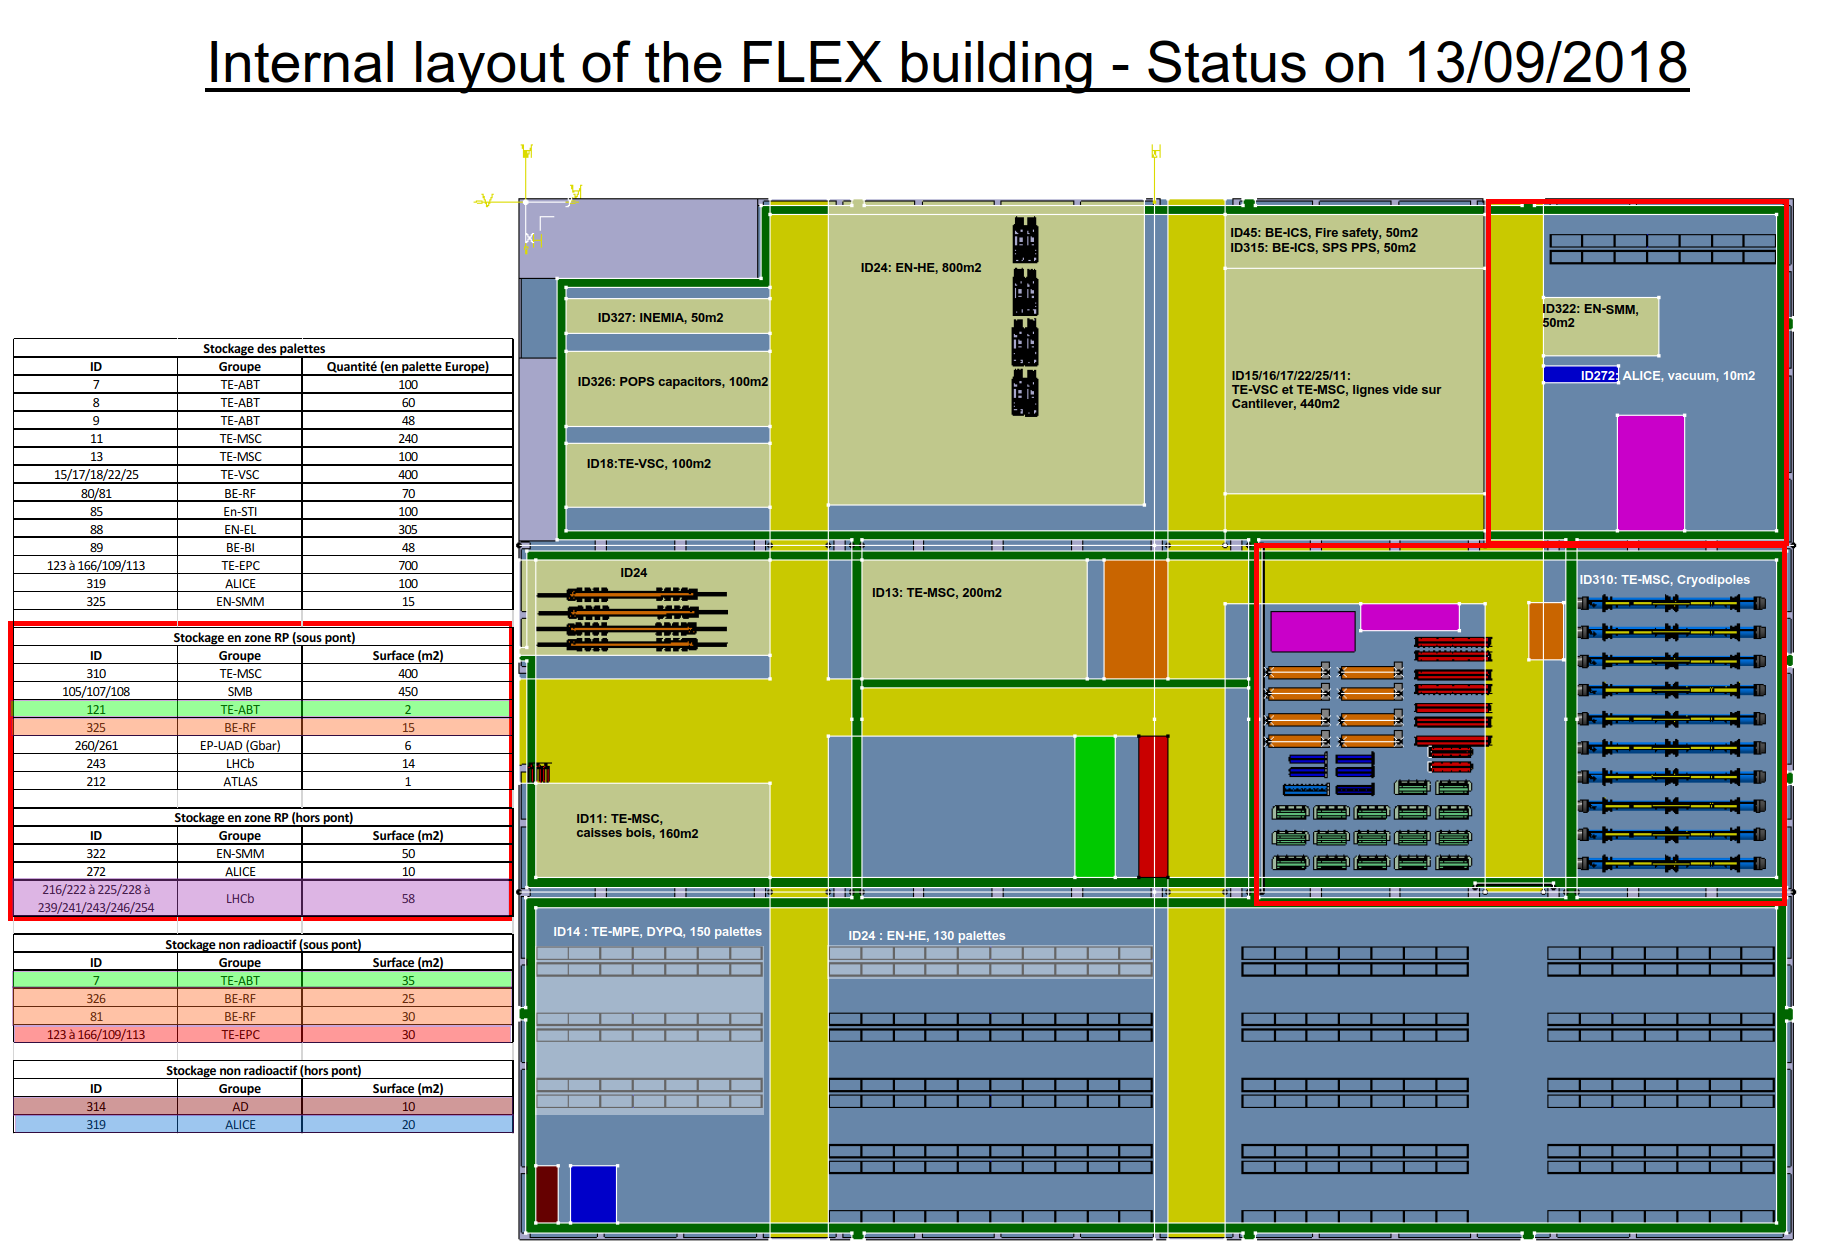 Internal layout of the FLEX building - Status on 13/09/2018
Stockage des palettes
ID Groupe Quantité (en palette Europe)
7 TE-ABT 100
8 TE-ABT 60
9 TE-ABT 48
11 TE-MSC 240
13 TE-MSC 100
15/17/18/22/25 TE-VSC 400
80/81 BE-RF 70
85 En-STI 100
88 EN-EL 305
89 BE-BI 48
123 à 166/109/113 TE-EPC 700
319 ALICE 100
325 EN-SMM 15
Stockage en zone RP (sous pont)
ID Groupe Surface (m2)
310 TE-MSC 400
105/107/108 SMB 450
121 TE-ABT 2
325 BE-RF 15
260/261 EP-UAD (Gbar) 6
243 LHCb 14
212 ATLAS 1
Stockage en zone RP (hors pont)
ID Groupe Surface (m2)
322 EN-SMM 50
272 ALICE 10
216/222 à 225/228 à
239/241/243/246/254 LHCb 58
Stockage non radioactif (sous pont)
ID Groupe Surface (m2)
7 TE-ABT 35
326 BE-RF 25
81 BE-RF 30
123 à 166/109/113 TE-EPC 30
Stockage non radioactif (hors pont)
ID Groupe Surface (m2)
314 AD 10
319 ALICE 20
ID327: INEMIA, 50m2
ID326: POPS capacitors, 100m2
ID18:TE-VSC, 100m2
ID24: EN-HE, 800m2
ID45: BE-ICS, Fire safety, 50m2
ID315: BE-ICS, SPS PPS, 50m2
ID15/16/17/22/25/11:
TE-VSC et TE-MSC, lignes vide sur
Cantilever, 440m2
ID322: EN-SMM,
50m2
ID272: ALICE, vacuum, 10m2
ID24
ID13: TE-MSC, 200m2
ID310: TE-MSC, Cryodipoles
ID11: TE-MSC,
caisses bois, 160m2
ID14 : TE-MPE, DYPQ, 150 palettes
ID24 : EN-HE, 130 palettes